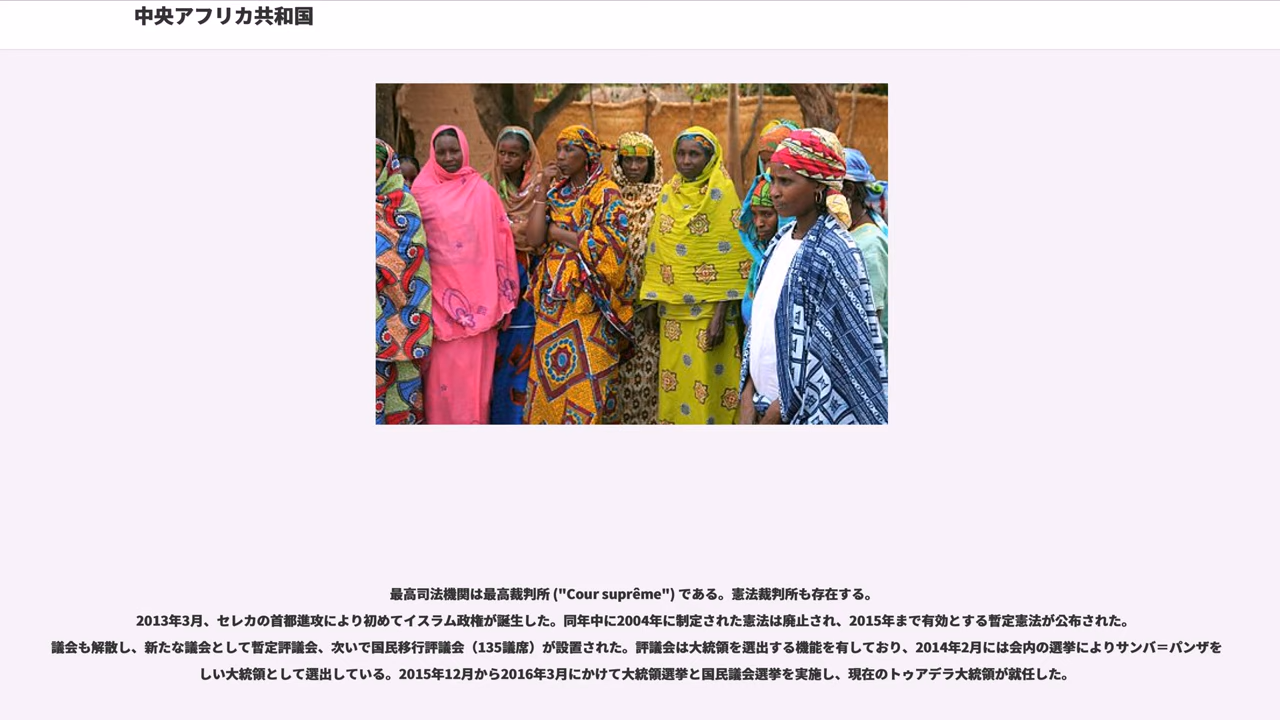 中央アフリカ共和国
最高司法機関は最高裁判所 ("Cour suprême") である。憲法裁判所も存在する。
2013年3月、セレカの首都進攻により初めてイスラム政権が誕生した。同年中に2004年に制定された憲法は廃止され、2015年まで有効とする暫定憲法が公布された。
議会も解散し、新たな議会として暫定評議会、次いで国民移行評議会（135議席）が設置された。評議会は大統領を選出する機能を有しており、2014年2月には会内の選挙によりサンバ＝パンザを
しい大統領として選出している。2015年12月から2016年3月にかけて大統領選挙と国民議会選挙を実施し、現在のトゥアデラ大統領が就任した。